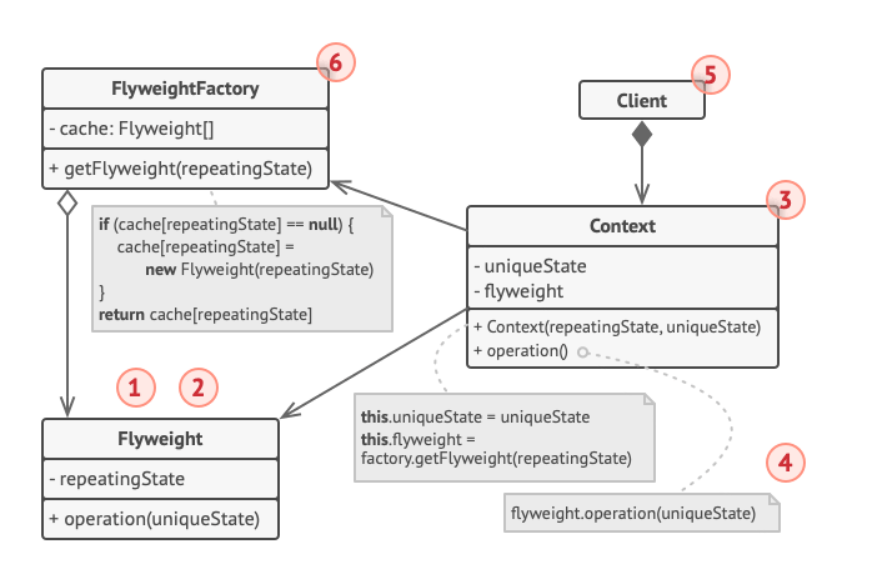 6
FlyweightFactory
- cache: Flyweight[]
+ getFlyweight(repeatingState)
if (cache[repeatingState] == null) {
cache[repeatingState] =
new Flyweight(repeatingState)
}
return cache[repeatingState]
5
Client
3
Context
- uniqueState
- flyweight
+ Context(repeatingState, uniqueState)
+ operation()
1
2
Flyweight
- repeatingState
+ operation(uniqueState)
this.uniqueState = uniqueState
this.flyweight =
factory.getFlyweight(repeatingState)
4
flyweight.operation(uniqueState)